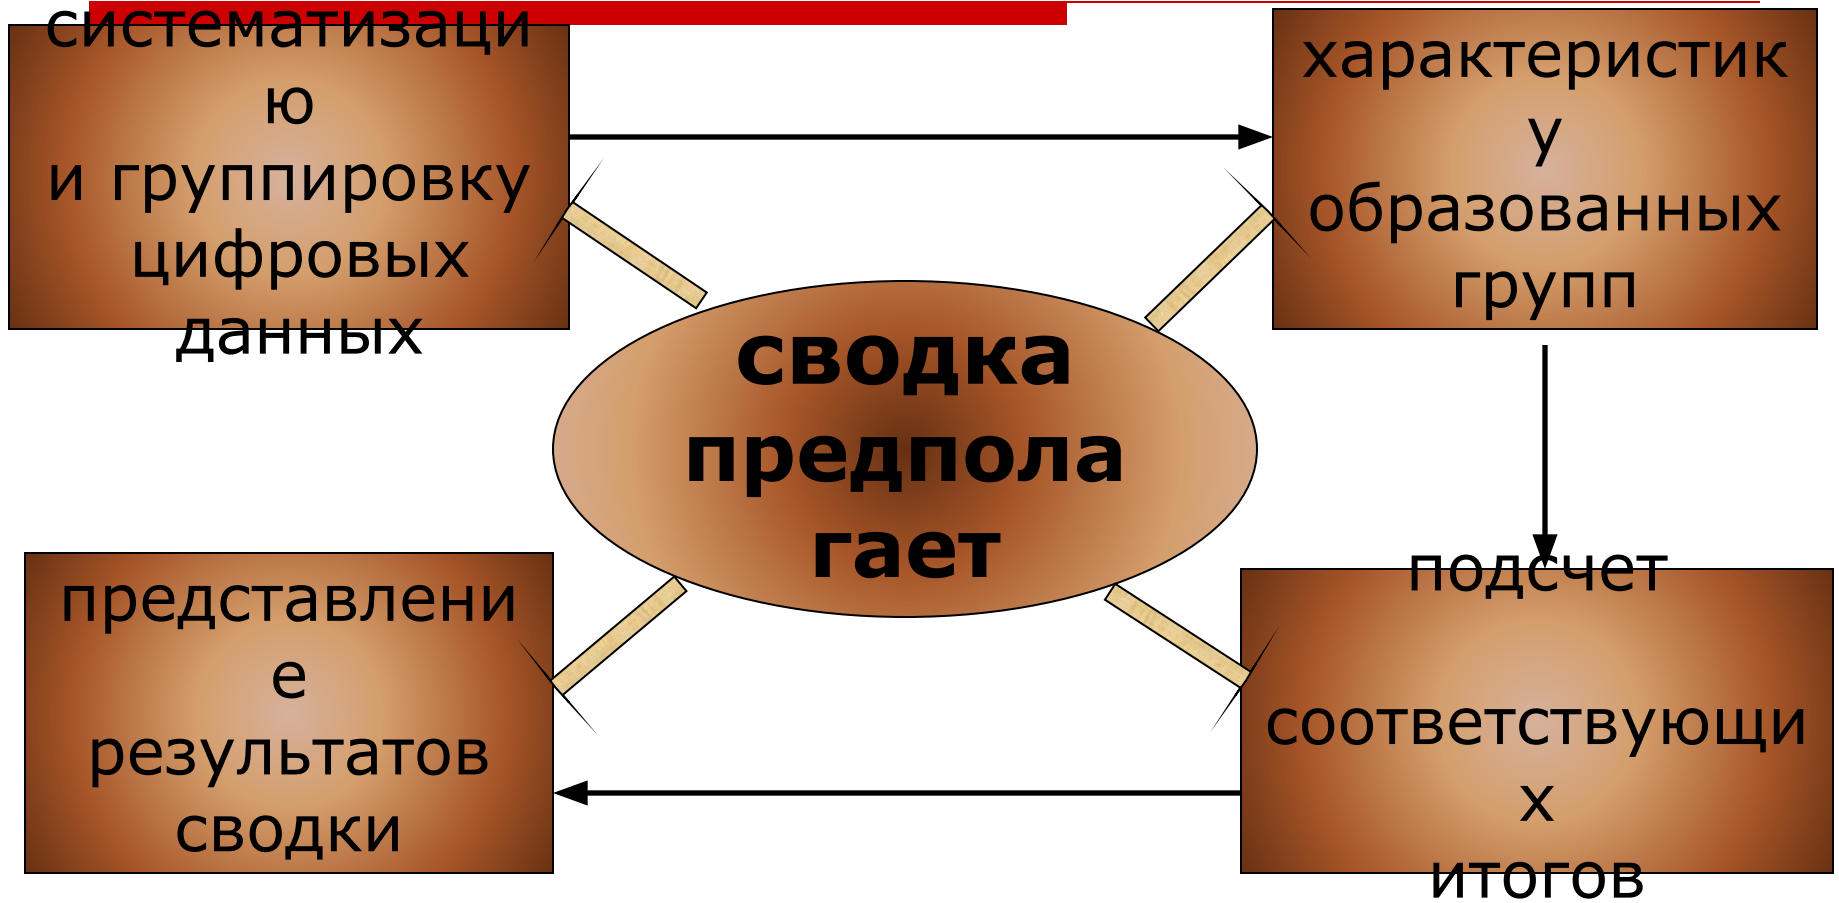 систематизаци
ю
и группировку
цифровых
данных
характеристик
у
образованных
групп
сводка
предпола
гает
представлени
е
результатов
сводки
подсчет
соответствующи
х
итогов